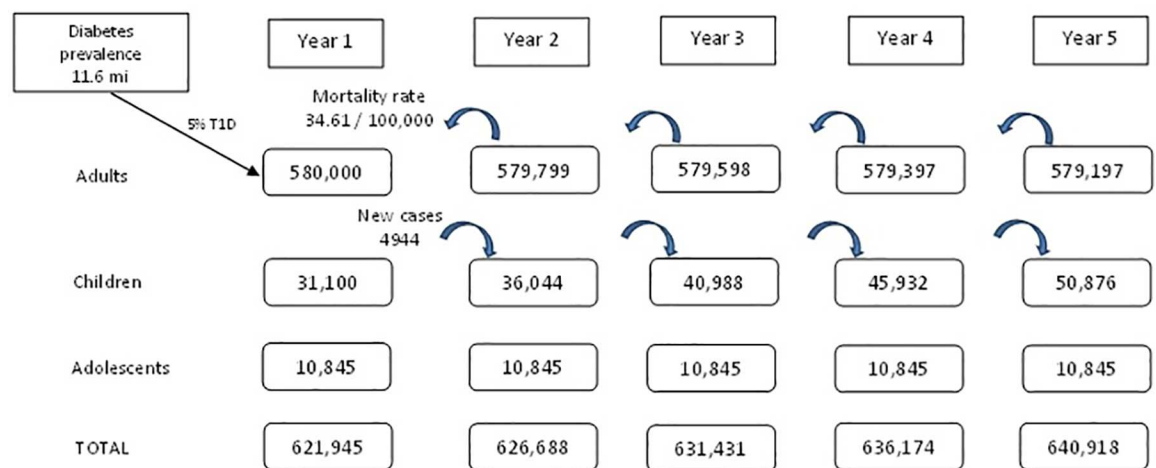 Diabetes
prevalence
11.6 mi
Year 1
Year 2
Year 3
Year 4
Year 5
5% T1D
Mortality rate
34.61 / 100,000
Adults
580,000
579,799
579,598
579,397
579,197
New cases
4944
Children
31,100
36,044
40,988
45,932
50,876
Adolescents
10,845
10,845
10,845
10,845
10,845
TOTAL
621,945
626,688
631,431
636,174
640,918